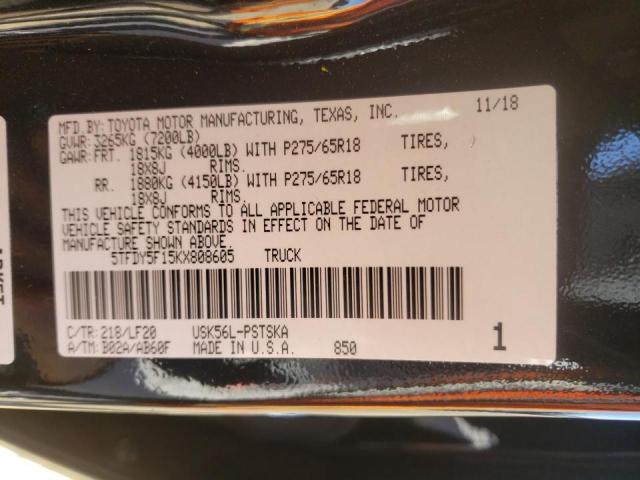 MFD BY: TOYOTA MOTOR MANUFACTURING, TEXAS, INC. 11/18
GVWR: 3265KG (7200LB)
GAWR: FRT. 1815KG (4000LB) WITH P275/65R18 TIRES,
18X8J RIMS.
RR. 1880KG (4150LB) WITH P275/65R18 TIRES,
18X8J RIMS.
THIS VEHICLE CONFORMS TO ALL APPLICABLE FEDERAL MOTOR
VEHICLE SAFETY STANDARDS IN EFFECT ON THE DATE OF
MANUFACTURE SHOWN ABOVE.
5TFDY5F15KX808605 TRUCK
C/TR: 218/LF20 USK56L-PSTSKA
A/TM: B02A/AB60F MADE IN U.S.A. 850 1